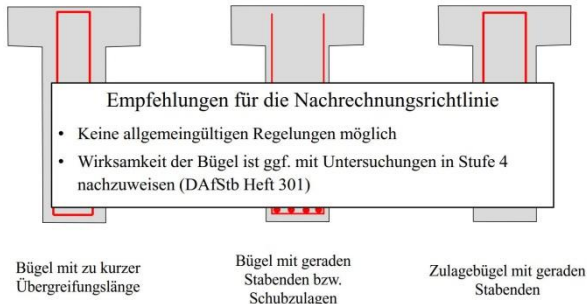 Empfehlungen für die Nachrechnungsrichtlinie
• Keine allgemeingültigen Regelungen möglich
• Wirksamkeit der Bügel ist ggf. mit Untersuchungen in Stufe 4
nachzuweisen (DAfStb Heft 301)
Bügel mit zu kurzer
Übergreifungslänge
Bügel mit geraden
Stabenden bzw.
Schubzulagen
Zulagebügel mit geraden
Stabenden